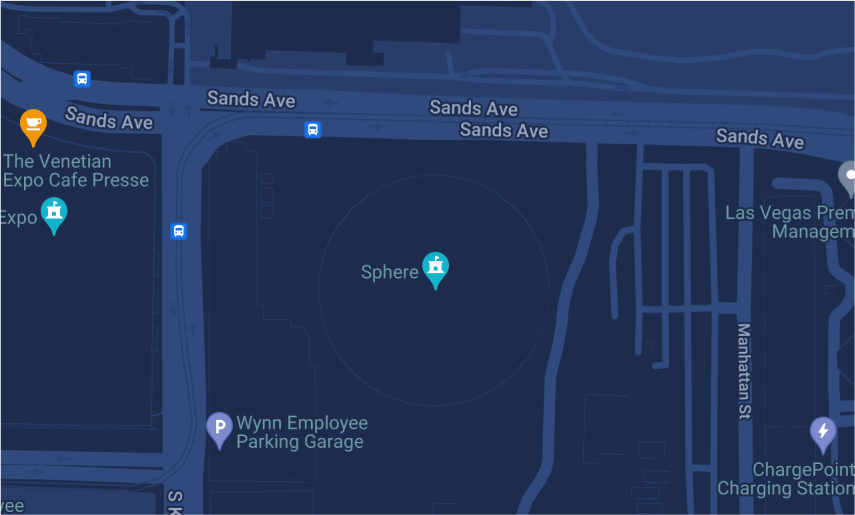 Sands Ave
Sands Ave
Sands Ave
Sands Ave
Sands Ave
The Venetian
Expo Cafe Presse
Expo
Las Vegas Prem
Managem
Sphere
Manhattan St
P
Wynn Employee
Parking Garage
ChargePoint
Charging Station
S K
yee